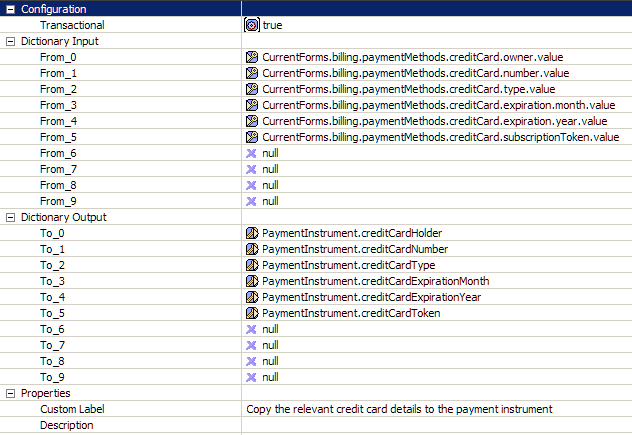 Configuration
Transactional true
Dictionary Input
From_0 CurrentForms.billing.paymentMethods.creditCard.owner.value
From_1 CurrentForms.billing.paymentMethods.creditCard.number.value
From_2 CurrentForms.billing.paymentMethods.creditCard.type.value
From_3 CurrentForms.billing.paymentMethods.creditCard.expiration.month.value
From_4 CurrentForms.billing.paymentMethods.creditCard.expiration.year.value
From_5 CurrentForms.billing.paymentMethods.creditCard.subscriptionToken.value
From_6 null
From_7 null
From_8 null
From_9 null
Dictionary Output
To_0 PaymentInstrument.creditCardHolder
To_1 PaymentInstrument.creditCardNumber
To_2 PaymentInstrument.creditCardType
To_3 PaymentInstrument.creditCardExpirationMonth
To_4 PaymentInstrument.creditCardExpirationYear
To_5 PaymentInstrument.creditCardToken
To_6 null
To_7 null
To_8 null
To_9 null
Properties
Custom Label Copy the relevant credit card details to the payment instrument
Description